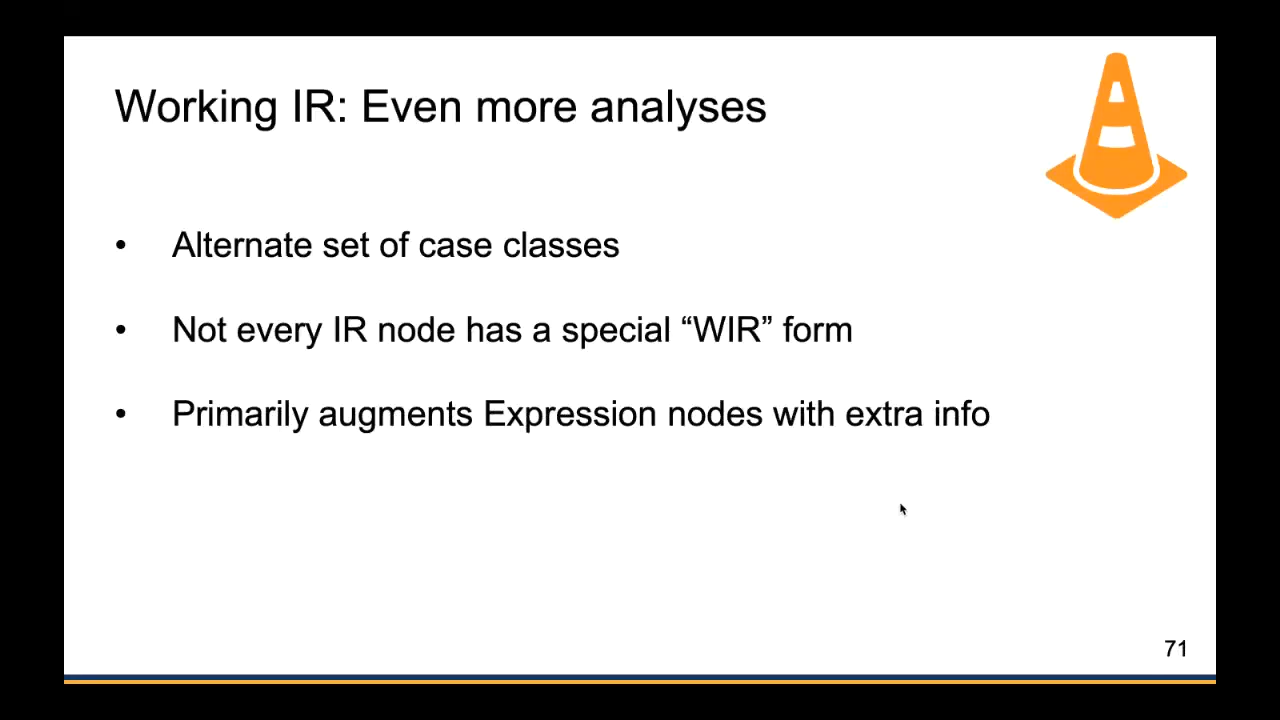 Working IR: Even more analyses
• Alternate set of case classes
• Not every IR node has a special “WIR” form
• Primarily augments Expression nodes with extra info
71